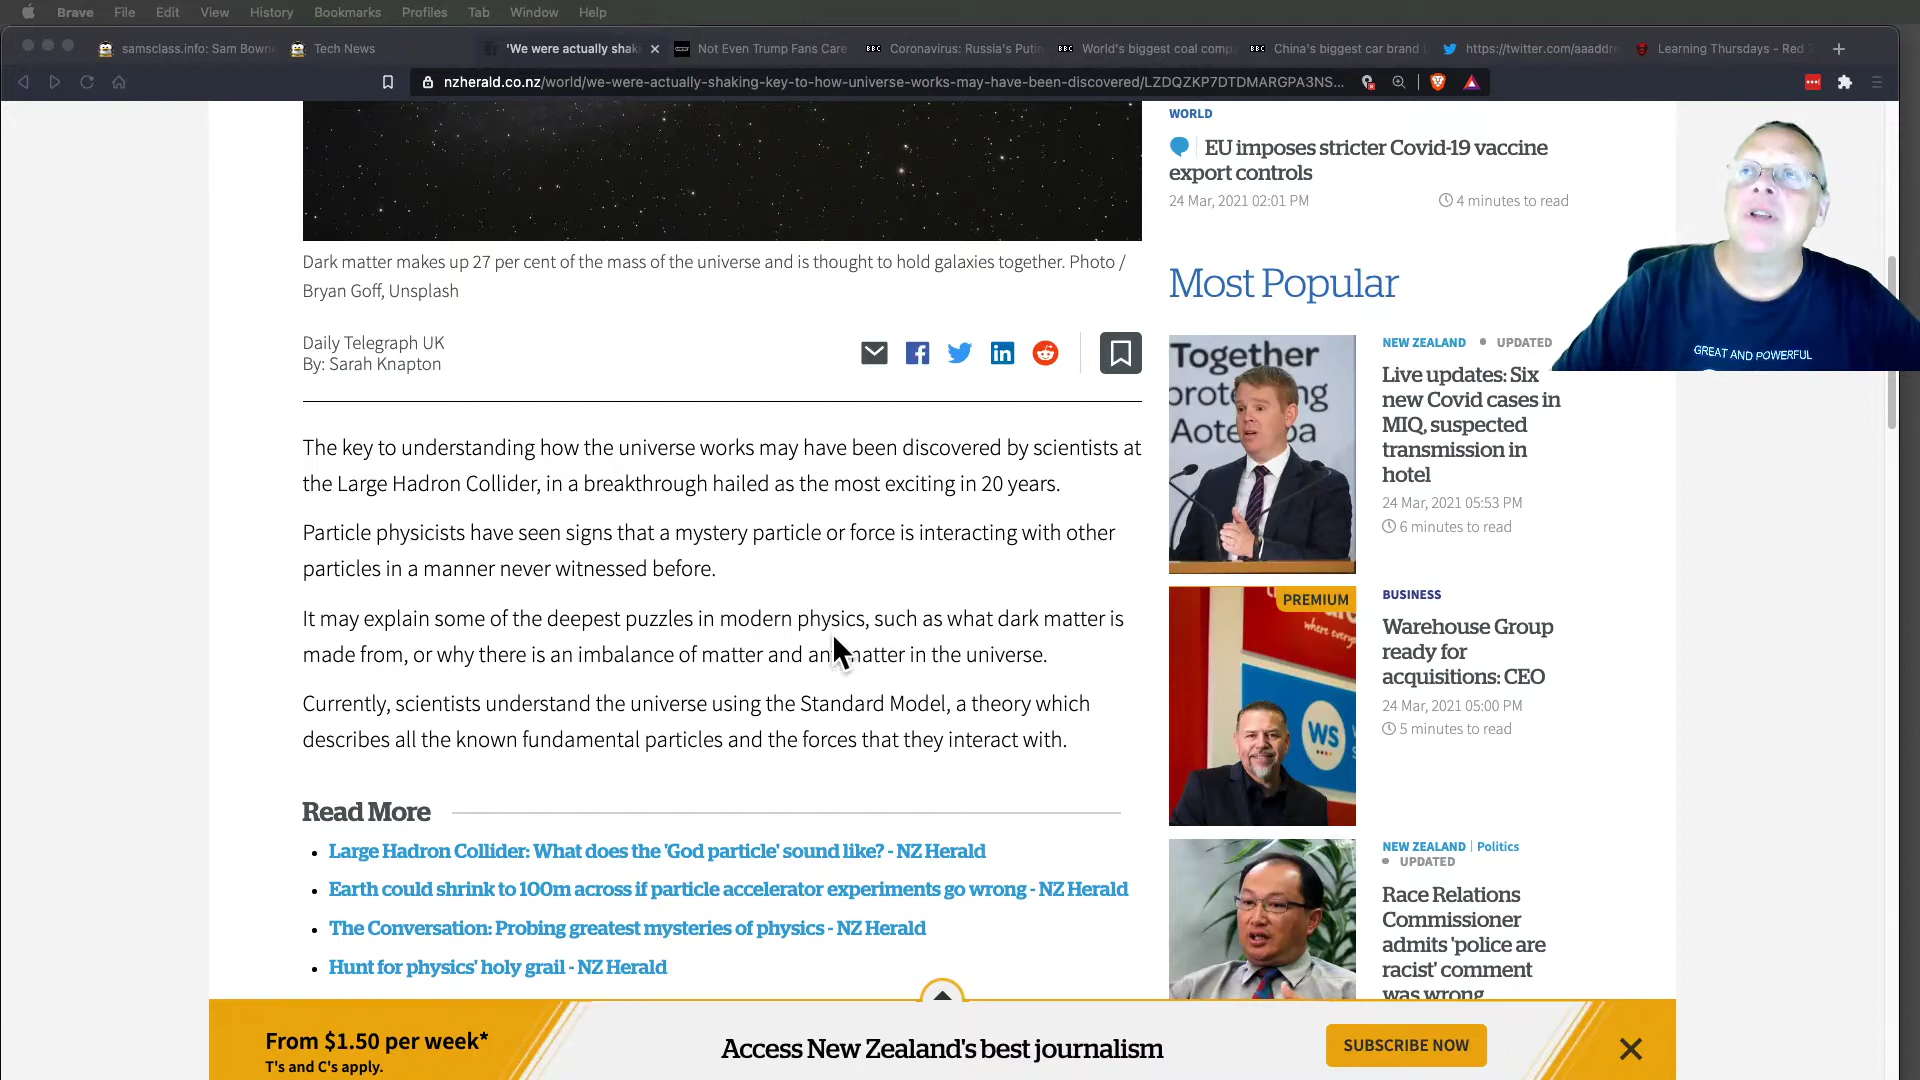 Brave File Edit View History Bookmarks Profiles Tab Window Help
samsclass.info: Sam Bowne
Tech News
'We were actually shak
Not Even Trump Fans Care
Coronavirus: Russia's Putin
World's biggest coal comp
China's biggest car brand
https://twitter.com/aaaddre
Learning Thursdays - Red
nzherald.co.nz/world/we-were-actually-shaking-key-to-how-universe-works-may-have-been-discovered/LZDQZKP7DTDMARGPA3NS...
Dark matter makes up 27 per cent of the mass of the universe and is thought to hold galaxies together. Photo /
Bryan Goff, Unsplash
Daily Telegraph UK
By: Sarah Knapton
The key to understanding how the universe works may have been discovered by scientists at
the Large Hadron Collider, in a breakthrough hailed as the most exciting in 20 years.
Particle physicists have seen signs that a mystery particle or force is interacting with other
particles in a manner never witnessed before.
It may explain some of the deepest puzzles in modern physics, such as what dark matter is
made from, or why there is an imbalance of matter and antimatter in the universe.
Currently, scientists understand the universe using the Standard Model, a theory which
describes all the known fundamental particles and the forces that they interact with.
Read More
• Large Hadron Collider: What does the 'God particle' sound like? - NZ Herald
• Earth could shrink to 100m across if particle accelerator experiments go wrong - NZ Herald
• The Conversation: Probing greatest mysteries of physics - NZ Herald
• Hunt for physics' holy grail - NZ Herald
WORLD
EU imposes stricter Covid-19 vaccine
export controls
24 Mar, 2021 02:01 PM
4 minutes to read
GREAT AND POWERFUL
Most Popular
Together
NEW ZEALAND • UPDATED
Live updates: Six
new Covid cases in
MIQ, suspected
transmission in
hotel
24 Mar, 2021 05:53 PM
6 minutes to read
PREMIUM
where every
WS
BUSINESS
Warehouse Group
ready for
acquisitions: CEO
24 Mar, 2021 05:00 PM
5 minutes to read
NEW ZEALAND | Politics
• UPDATED
Race Relations
Commissioner
admits 'police are
racist' comment
was wrong
From $1.50 per week*
T's and C's apply.
Access New Zealand's best journalism
SUBSCRIBE NOW